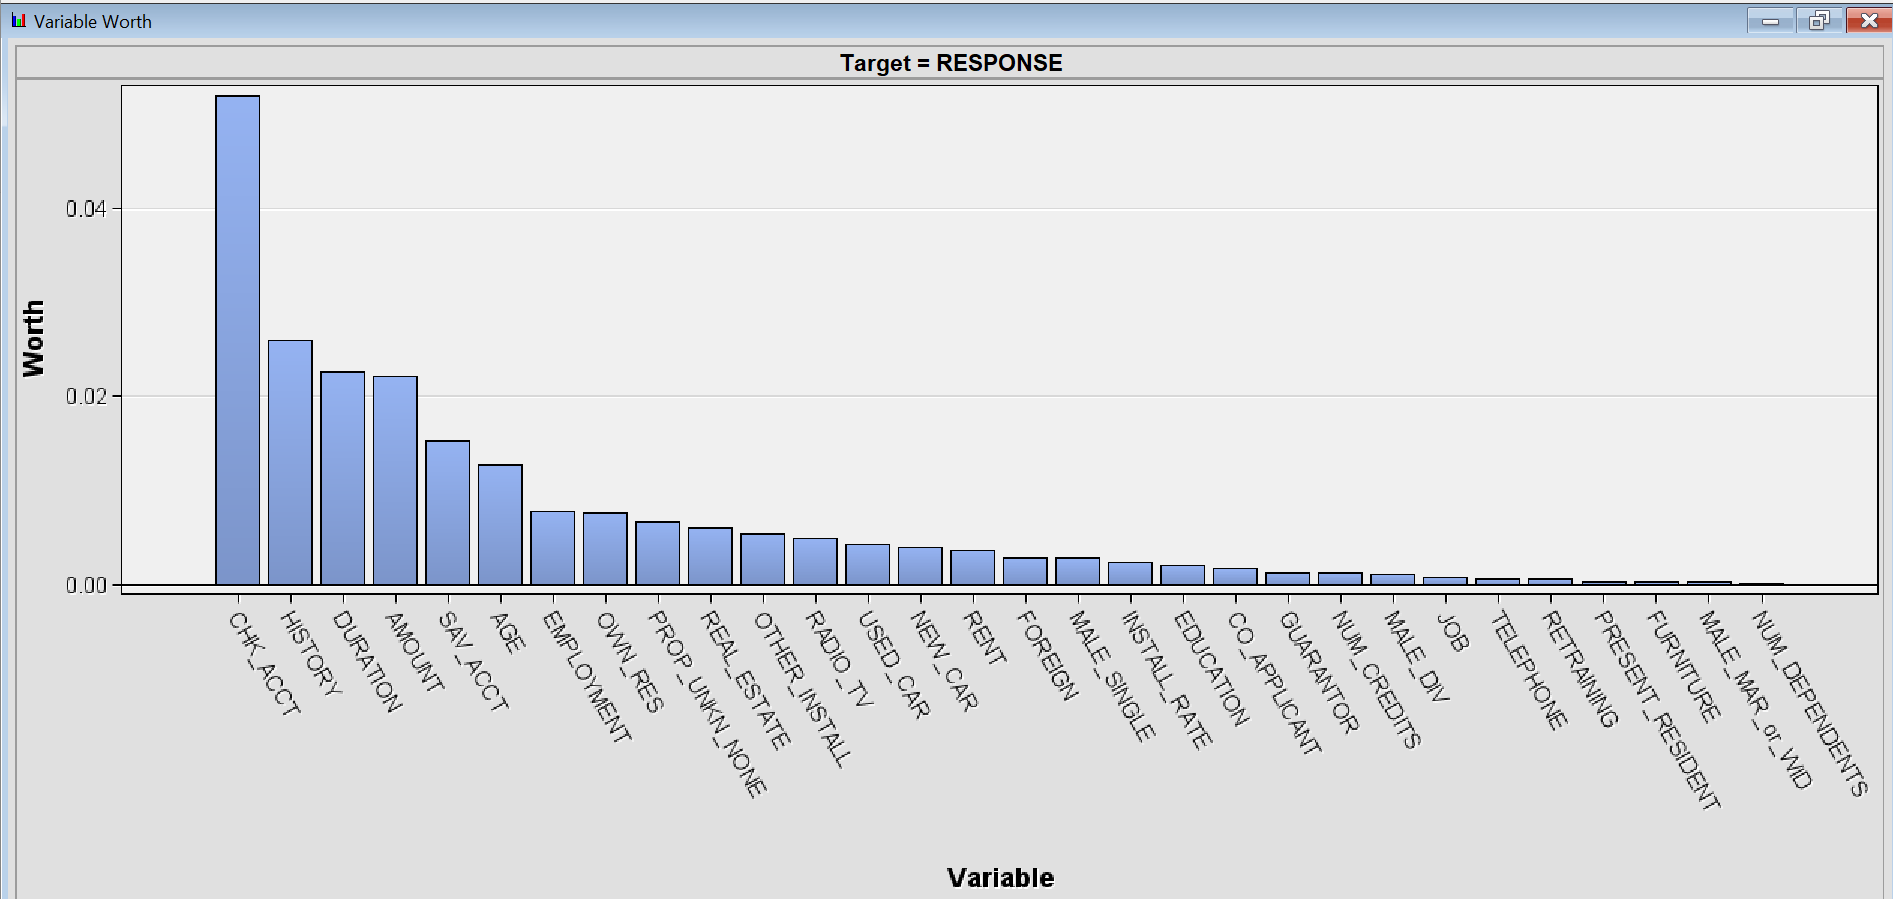 Variable Worth
Target = RESPONSE
Worth
0.04
0.02
0.00
CHK_ACCT
HISTORY
DURATION
AMOUNT
SAV_ACCT
AGE
EMPLOYMENT
OWN_RES
PROP_UNKN_NONE
REAL_ESTATE
OTHER_INSTALL
RADIO_TV
USED_CAR
NEW_CAR
RENT
FOREIGN
MALE_SINGLE
INSTALL_RATE
EDUCATION
CO_APPLICANT
GUARANTOR
NUM_CREDITS
MALE_DIV
JOB
TELEPHONE
RETRAINING
PRESENT_RESIDENT
FURNITURE
MALE_MAR_or_WID
NUM_DEPENDENTS
Variable